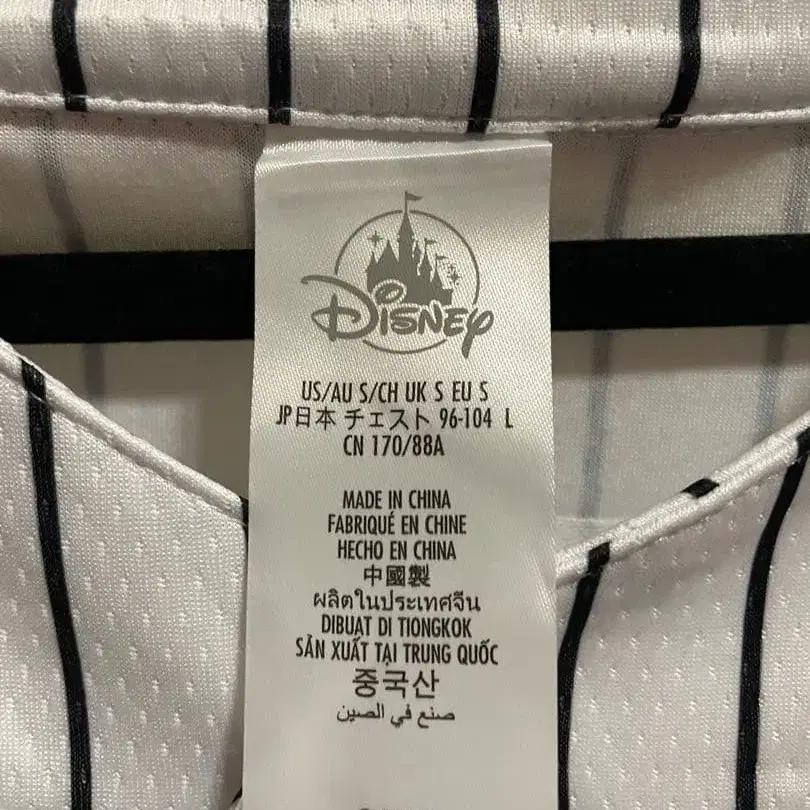 Disney
US/AU S/CH UK S EU S
JP日本 チェスト 96-104 L
CN 170/88A
MADE IN CHINA
FABRIQUÉ EN CHINE
HECHO EN CHINA
中國製
ผลิตในประเทศจีน
DIBUAT DI TIONGKOK
SẢN XUẤT TẠI TRUNG QUỐC
중국산
صنع في الصين